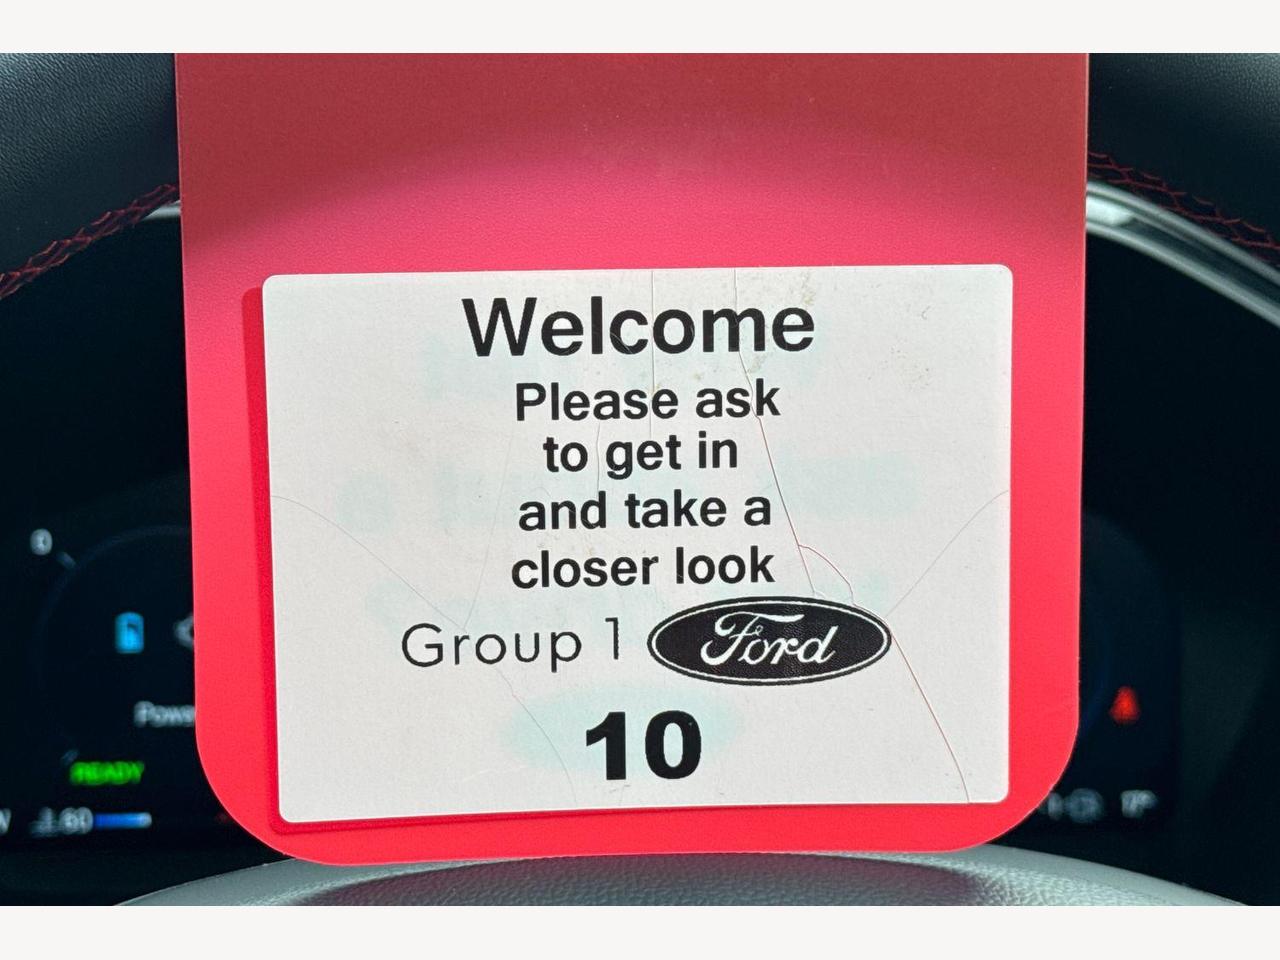 Welcome
Please ask
to get in
and take a
closer look
Group 1 Ford
10
READY